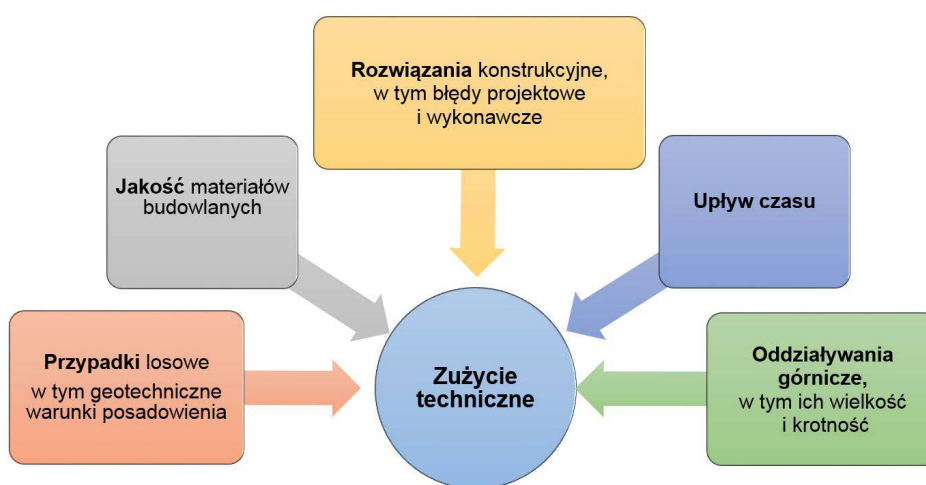 Rozwiązania konstrukcyjne,
w tym błędy projektowe
i wykonawcze
Jakość materiałów
budowlanych
Upływ czasu
Przypadki losowe
w tym geotechniczne
warunki posadowienia
Zużycie
techniczne
Oddziaływania
górnicze,
w tym ich wielkość
i krotność